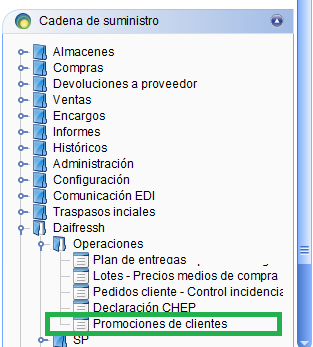 Cadena de suministro
Almacenes
Compras
Devoluciones a proveedor
Ventas
Encargos
Informes
Históricos
Administración
Configuración
Comunicación EDI
Traspasos inciales
Daifressh
Operaciones
Plan de entregas
Lotes - Precios medios de compra
Pedidos cliente - Control incidencia
Declaración CHEP
Promociones de clientes
SP